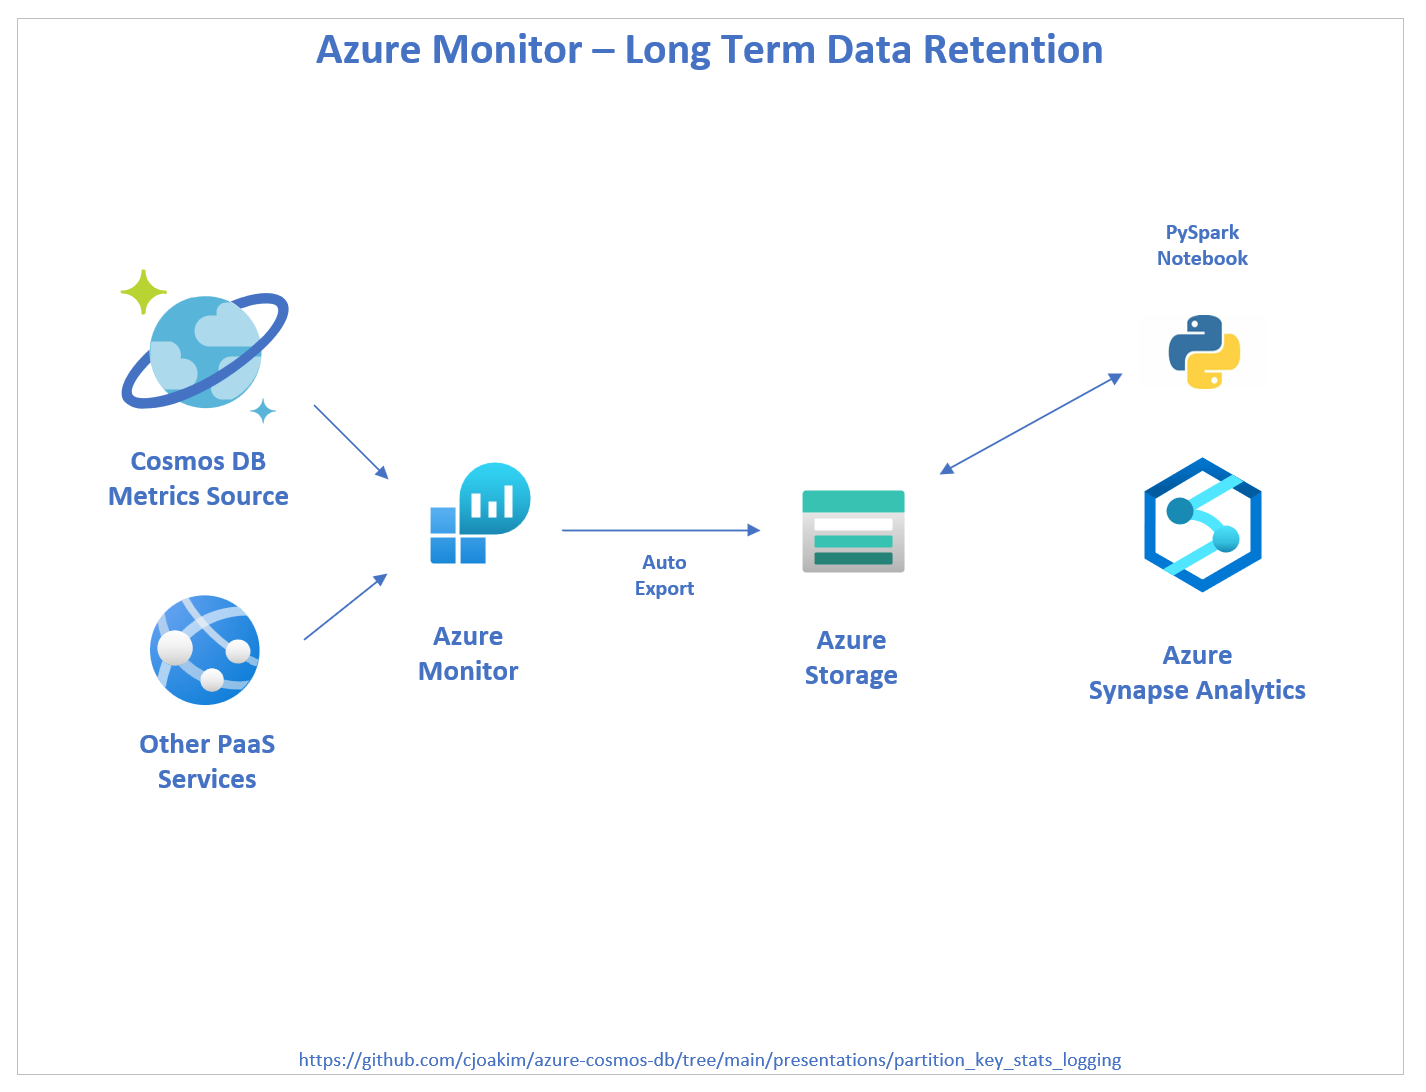 Azure Monitor – Long Term Data Retention
PySpark
Notebook
Cosmos DB
Metrics Source
Auto
Export
Azure
Monitor
Azure
Storage
Azure
Synapse Analytics
Other PaaS
Services
https://github.com/cjoakim/azure-cosmos-db/tree/main/presentations/partition_key_stats_logging